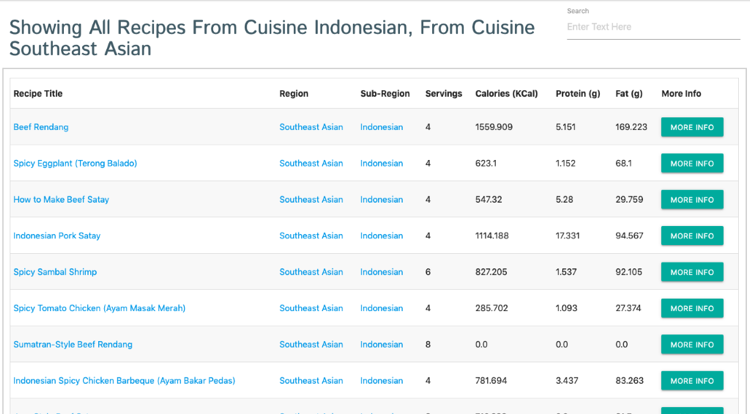 Showing All Recipes From Cuisine Indonesian, From Cuisine
Southeast Asian
Search
Enter Text Here
Recipe Title Region Sub-Region Servings Calories (KCal) Protein (g) Fat (g) More Info
Beef Rendang Southeast Asian Indonesian 4 1559.909 5.151 169.223 MORE INFO
Spicy Eggplant (Terong Balado) Southeast Asian Indonesian 4 623.1 1.152 68.1 MORE INFO
How to Make Beef Satay Southeast Asian Indonesian 4 547.32 5.28 29.759 MORE INFO
Indonesian Pork Satay Southeast Asian Indonesian 4 1114.188 17.331 94.567 MORE INFO
Spicy Sambal Shrimp Southeast Asian Indonesian 6 827.205 1.537 92.105 MORE INFO
Spicy Tomato Chicken (Ayam Masak Merah) Southeast Asian Indonesian 4 285.702 1.093 27.374 MORE INFO
Sumatran-Style Beef Rendang Southeast Asian Indonesian 8 0.0 0.0 0.0 MORE INFO
Indonesian Spicy Chicken Barbeque (Ayam Bakar Pedas) Southeast Asian Indonesian 4 781.694 3.437 83.263 MORE INFO